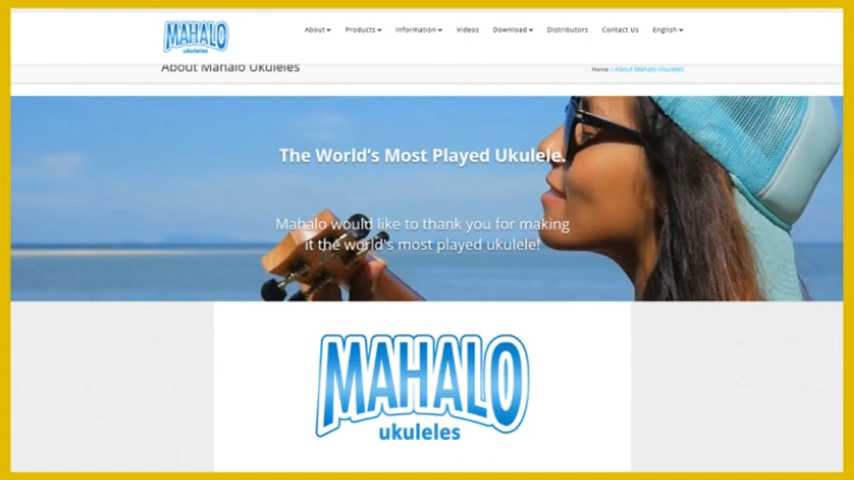 MAHALO
ukuleles
About Products Information Videos Download Distributors Contact Us English
About Mahalo Ukuleles
Home / About Mahalo Ukuleles
The World's Most Played Ukulele.
Mahalo would like to thank you for making
it the world's most played ukulele!
MAHALO
ukuleles